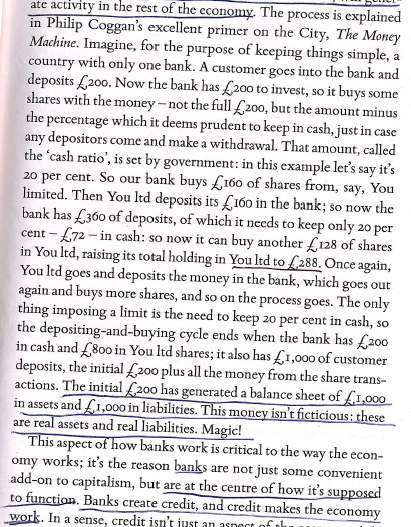 ate activity in the rest of the economy. The process is explained
in Philip Coggan's excellent primer on the City, The Money
Machine. Imagine, for the purpose of keeping things simple, a
country with only one bank. A customer goes into the bank and
deposits £200. Now the bank has £200 to invest, so it buys some
shares with the money – not the full £200, but the amount minus
the percentage which it deems prudent to keep in cash, just in case
any depositors come and make a withdrawal. That amount, called
the 'cash ratio', is set by government: in this example let's say it's
20 per cent. So our bank buys £160 of shares from, say, You
limited. Then You ltd deposits its £160 in the bank; so now the
bank has £360 of deposits, of which it needs to keep only 20 per
cent – £72 – in cash: so now it can buy another £128 of shares
in You ltd, raising its total holding in You ltd to £288. Once again,
You ltd goes and deposits the money in the bank, which goes out
again and buys more shares, and so on the process goes. The only
thing imposing a limit is the need to keep 20 per cent in cash, so
the depositing-and-buying cycle ends when the bank has £200
in cash and £800 in You ltd shares; it also has £1,000 of customer
deposits, the initial £200 plus all the money from the share trans-
actions. The initial £200 has generated a balance sheet of £1,000
in assets and £1,000 in liabilities. This money isn't ficticious: these
are real assets and real liabilities. Magic!
This aspect of how banks work is critical to the way the econ-
omy works; it's the reason banks are not just some convenient
add-on to capitalism, but are at the centre of how it's supposed
to function. Banks create credit, and credit makes the economy
work. In a sense, credit isn't just an aspect of the